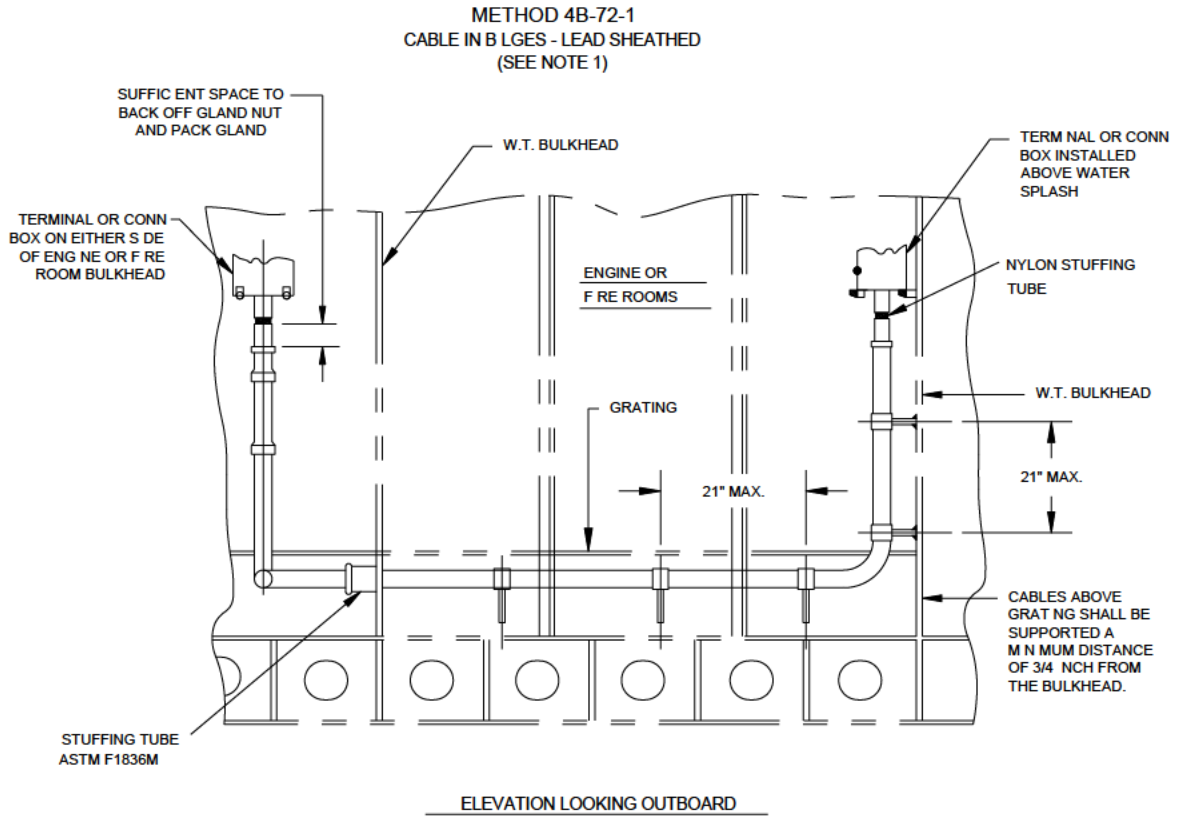 METHOD 4B-72-1
CABLE IN B LGES - LEAD SHEATHED
(SEE NOTE 1)
SUFFIC ENT SPACE TO
BACK OFF GLAND NUT
AND PACK GLAND
W.T. BULKHEAD
TERM NAL OR CONN
BOX INSTALLED
ABOVE WATER
SPLASH
TERMINAL OR CONN
BOX ON EITHER S DE
OF ENG NE OR F RE
ROOM BULKHEAD
ENGINE OR
F RE ROOMS
NYLON STUFFING
TUBE
GRATING
W.T. BULKHEAD
21" MAX.
21" MAX.
CABLES ABOVE
GRAT NG SHALL BE
SUPPORTED A
M N MUM DISTANCE
OF 3/4 NCH FROM
THE BULKHEAD.
STUFFING TUBE
ASTM F1836M
ELEVATION LOOKING OUTBOARD